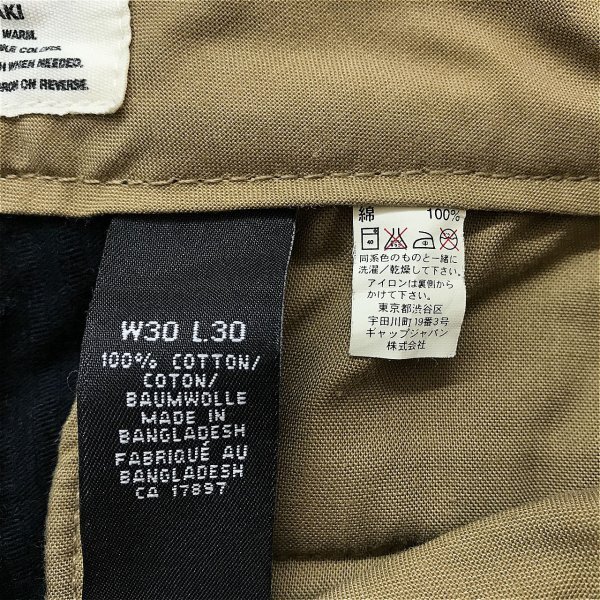 AKI
WARM.
COLORS.
H WHEN NEEDED.
IRON ON REVERSE.
W30 L30
100% COTTON/
COTON/
BAUMWOLLE
MADE IN
BANGLADESH
FABRIQUÉ AU
BANGLADESH
CA 17897
綿 100%
40
同系色のものと一緒に
洗濯/乾燥して下さい。
アイロンは裏側から
かけて下さい。
東京都渋谷区
宇田川町19番3号
ギャップジャパン
株式会社